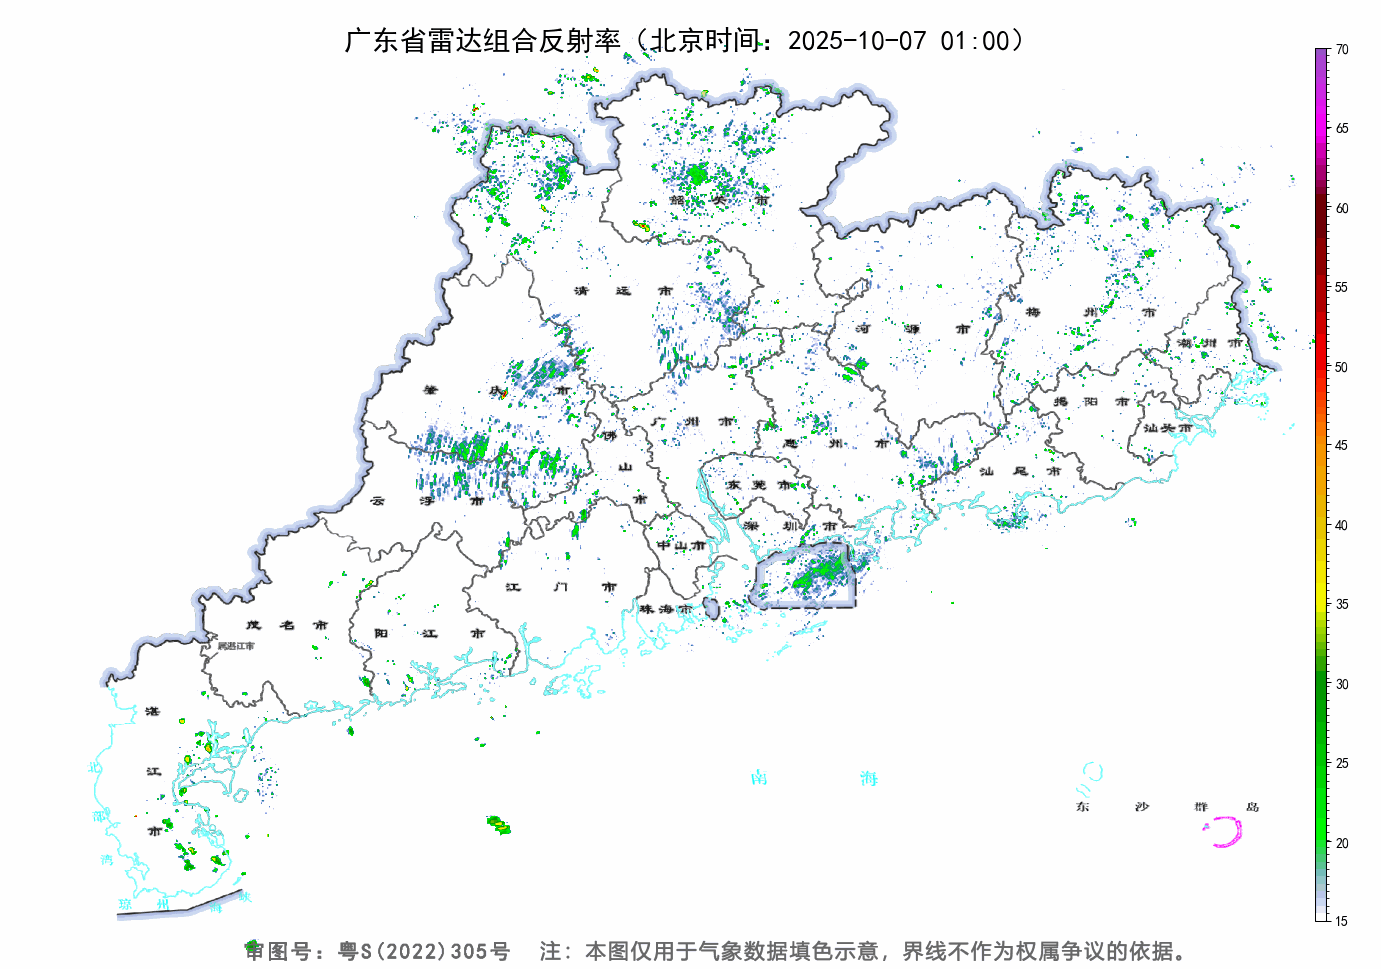 广东省雷达组合反射率（北京时间：2025-10-07 01:00）
70
65
60
55
50
45
40
35
30
25
20
15
韶关市
清远市
河源市
梅州市
潮州市
肇庆市
揭阳市
汕头市
广州市
佛山市
惠州市
汕尾市
东莞市
云浮市
深圳市
中山市
江门市
珠海市
茂名市
阳江市
属湛江市
湛江市
北部湾
南海
东沙群岛
琼州海峡
审图号：粤S(2022)305号 注：本图仅用于气象数据填色示意，界线不作为权属争议的依据。